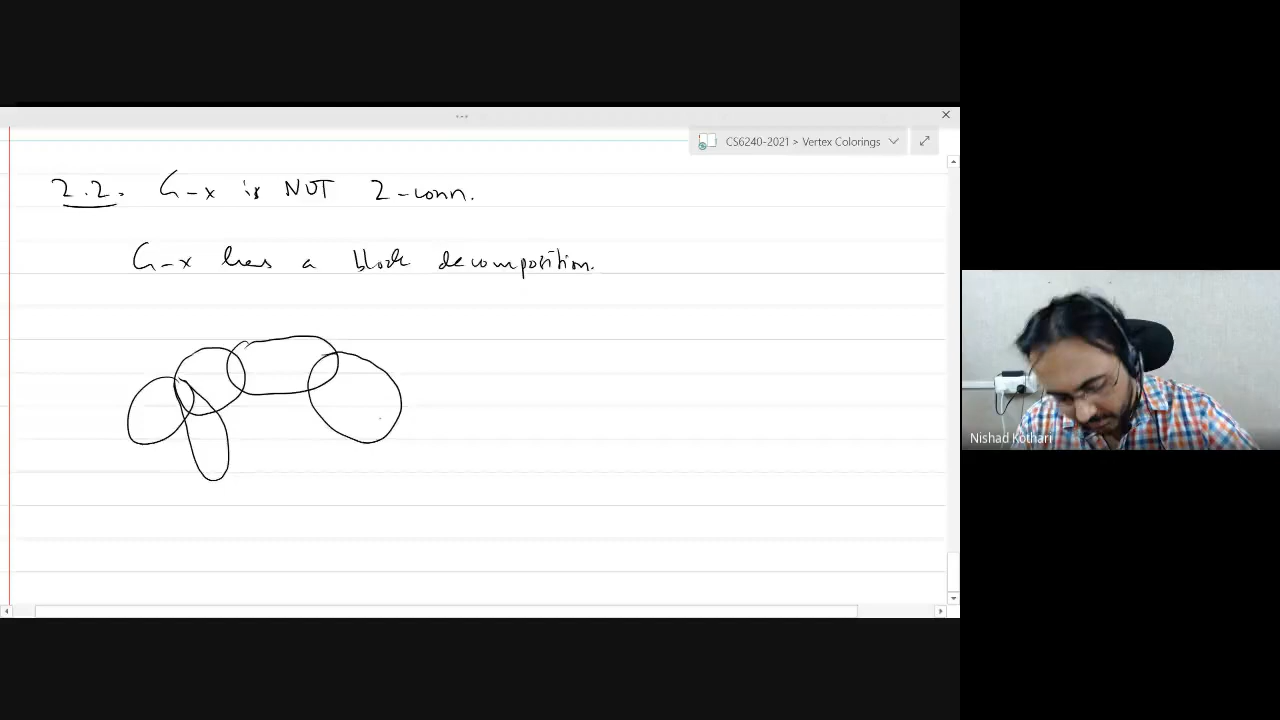 CS6240-2021 > Vertex Colorings
2.2. G-x is NOT 2-conn.
G-x has a block decomposition.
Nishad Kothari